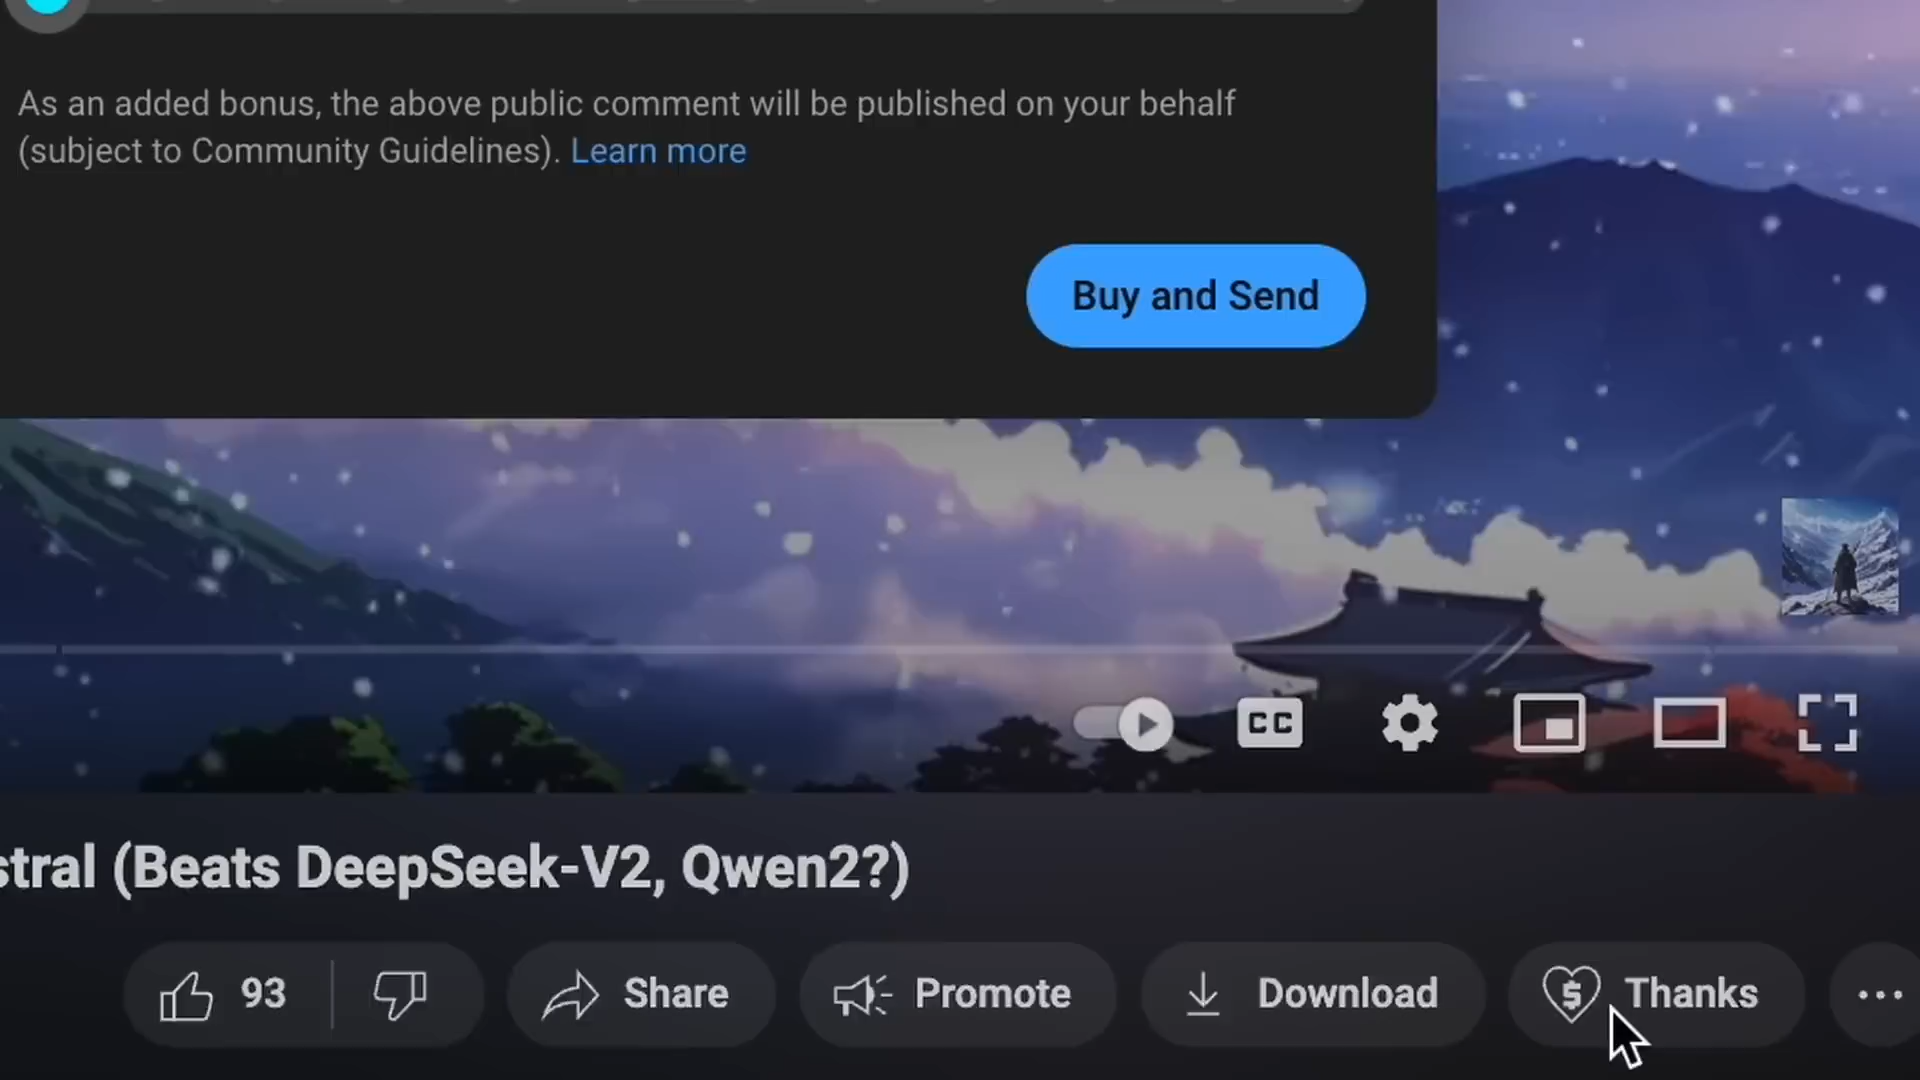 As an added bonus, the above public comment will be published on your behalf
(subject to Community Guidelines). Learn more
Buy and Send
CC
stral (Beats DeepSeek-V2, Qwen2?)
93
Share
Promote
Download
Thanks